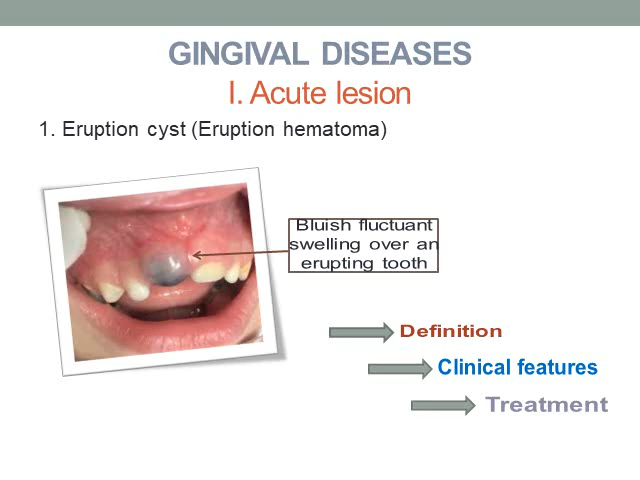 GINGIVAL DISEASES
I. Acute lesion
1. Eruption cyst (Eruption hematoma)
Bluish fluctuant
swelling over an
erupting tooth
Definition
Clinical features
Treatment